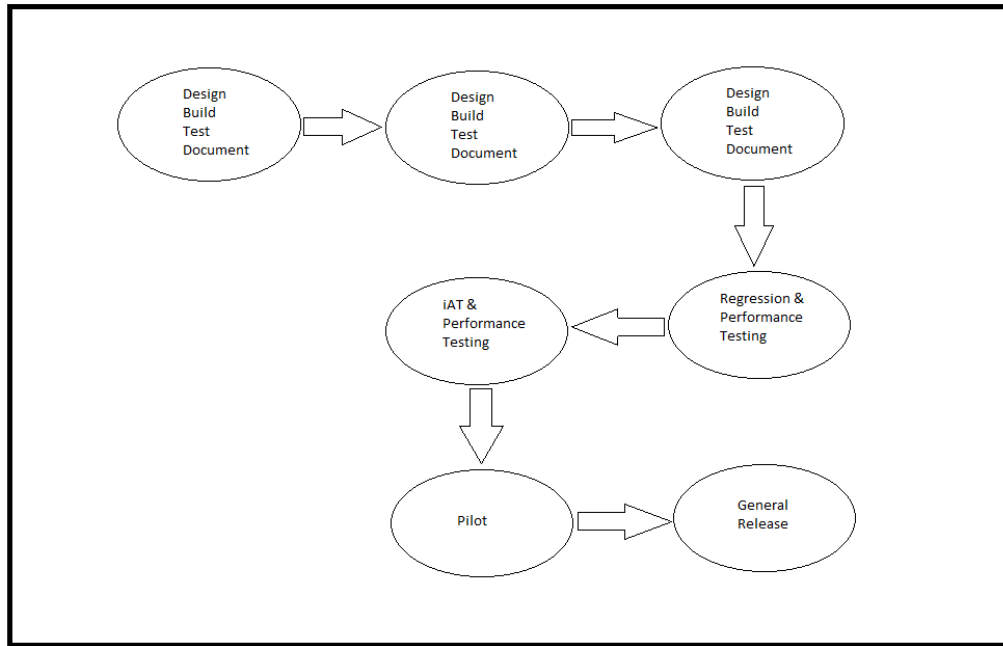 Design
Build
Test
Document
Design
Build
Test
Document
Design
Build
Test
Document
Regression &
Performance
Testing
iAT &
Performance
Testing
Pilot
General
Release